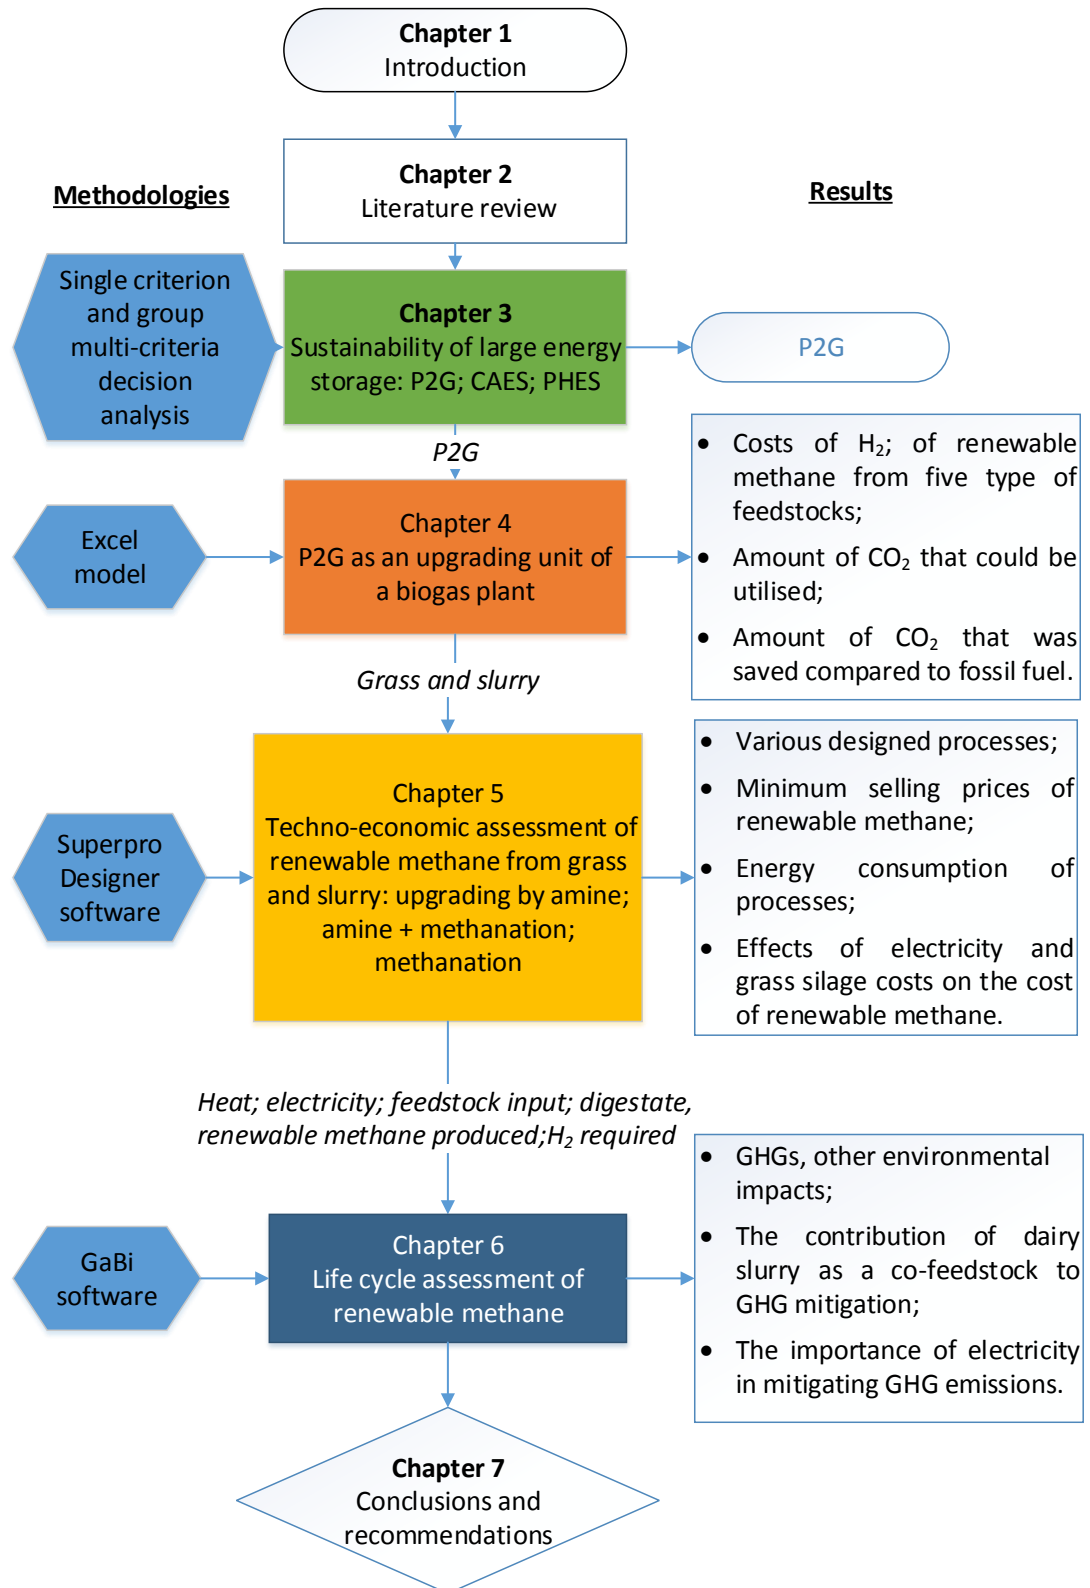 Chapter 1
Introduction
Chapter 2
Literature review
Methodologies
Results
Single criterion
and group
multi-criteria
decision
analysis
Chapter 3
Sustainability of large energy
storage: P2G; CAES; PHES
P2G
P2G
Excel
model
Chapter 4
P2G as an upgrading unit of
a biogas plant
• Costs of H₂; of renewable
methane from five type of
feedstocks;
• Amount of CO₂ that could be
utilised;
• Amount of CO₂ that was
saved compared to fossil fuel.
Grass and slurry
Superpro
Designer
software
Chapter 5
Techno-economic assessment of
renewable methane from grass
and slurry: upgrading by amine;
amine + methanation;
methanation
• Various designed processes;
• Minimum selling prices of
renewable methane;
• Energy consumption of
processes;
• Effects of electricity and
grass silage costs on the cost
of renewable methane.
Heat; electricity; feedstock input; digestate,
renewable methane produced;H₂ required
GaBi
software
Chapter 6
Life cycle assessment of
renewable methane
• GHGs, other environmental
impacts;
• The contribution of dairy
slurry as a co-feedstock to
GHG mitigation;
• The importance of electricity
in mitigating GHG emissions.
Chapter 7
Conclusions and
recommendations